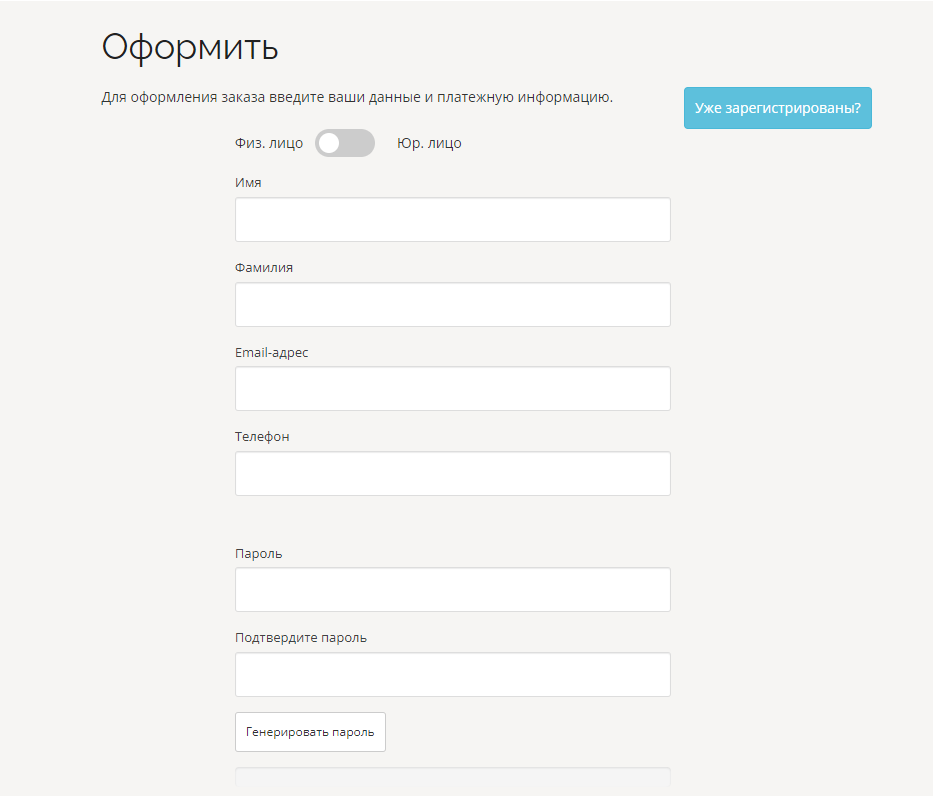 Оформить
Для оформления заказа введите ваши данные и платежную информацию.
Уже зарегистрированы?
Физ. лицо
Юр. лицо
Имя
Фамилия
Email-адрес
Телефон
Пароль
Подтвердите пароль
Генерировать пароль